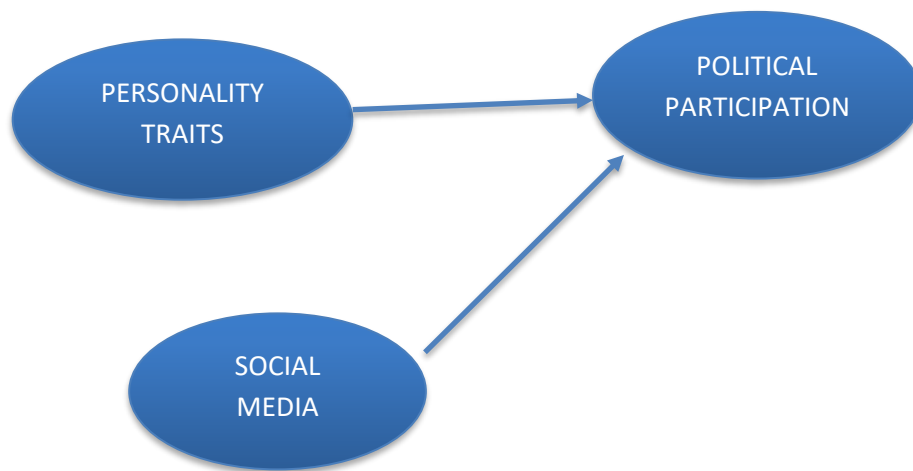 PERSONALITY
TRAITS
POLITICAL
PARTICIPATION
SOCIAL
MEDIA